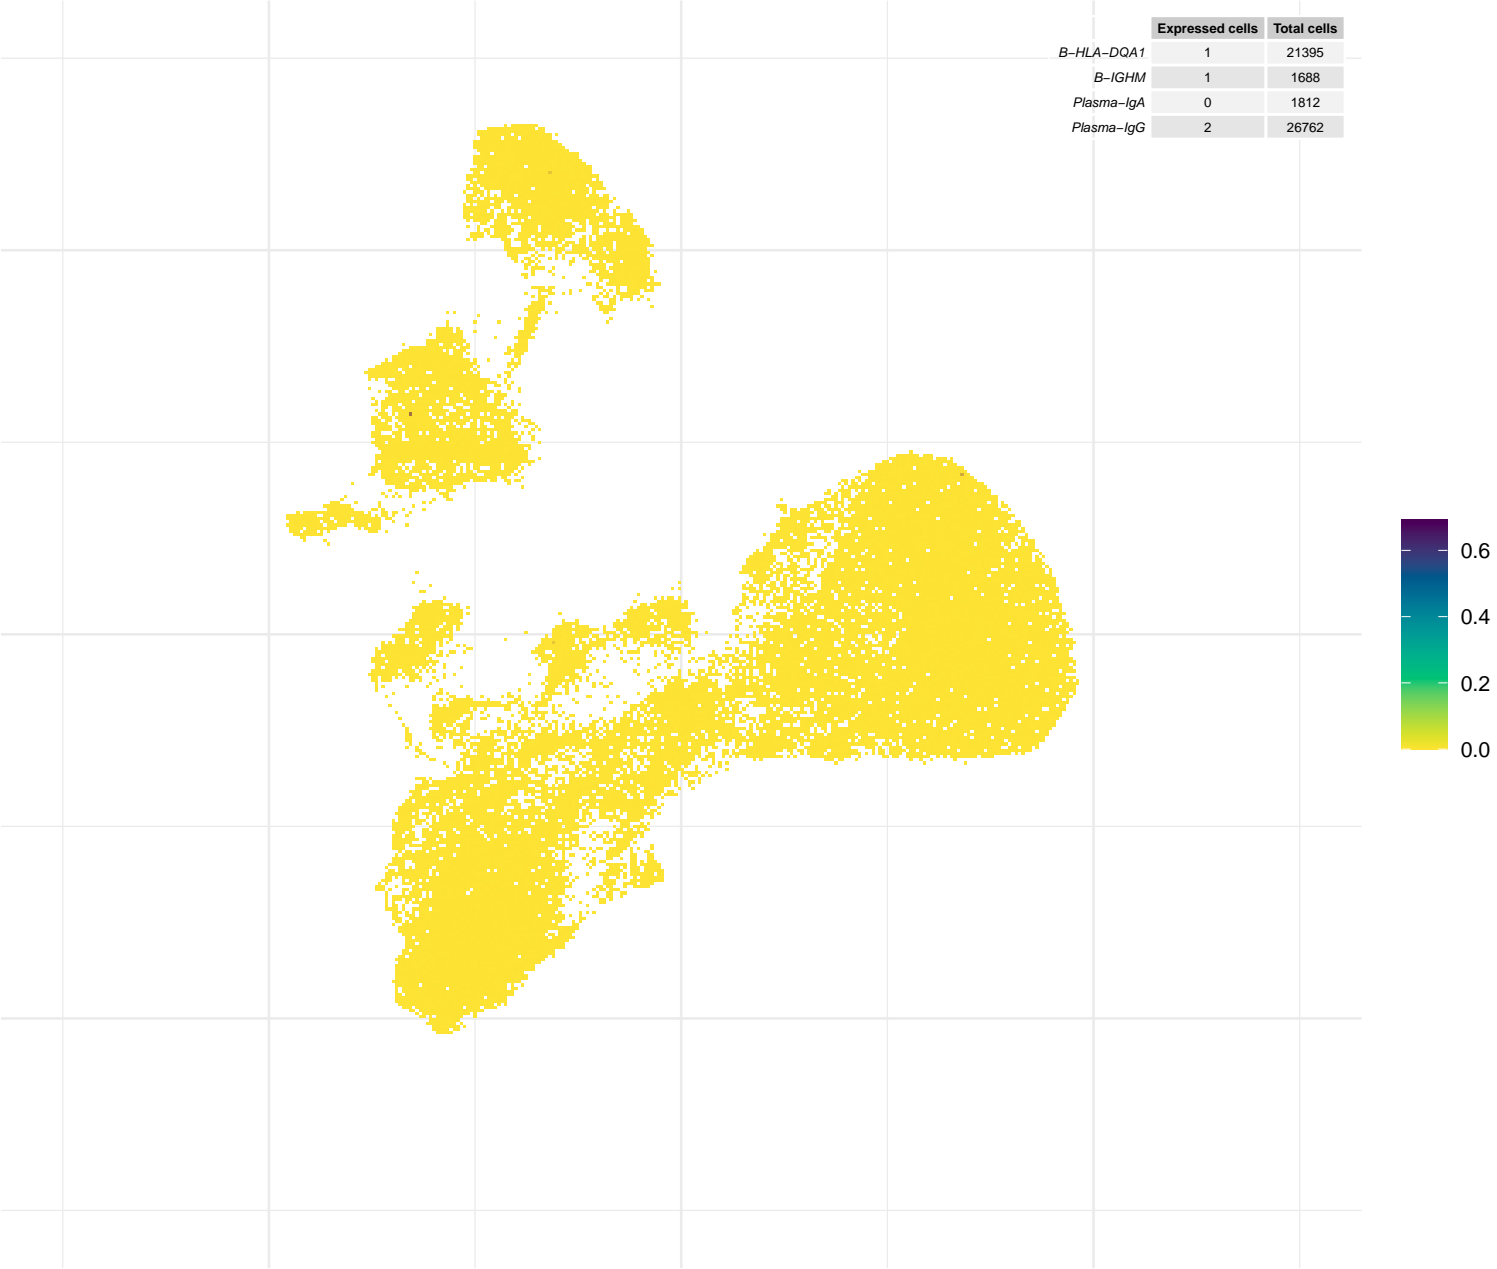 Expressed cells Total cells
B−HLA−DQA1 1 21395
B−IGHM 1 1688
Plasma−IgA 0 1812
Plasma−IgG 2 26762
0.6
0.4
0.2
0.0